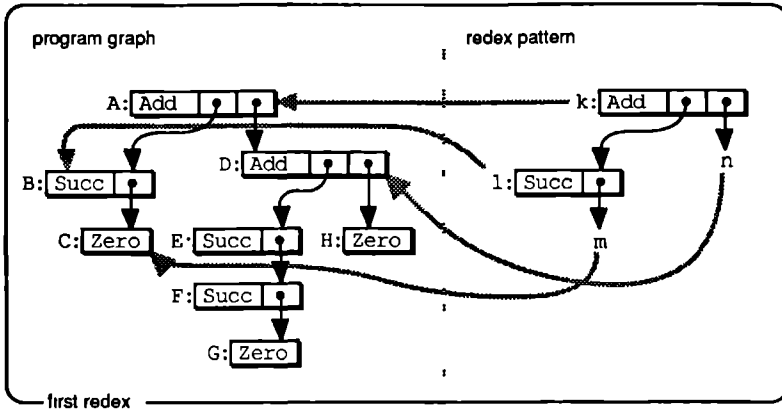 program graph redex pattern
A: Add k: Add
B: Succ D: Add l: Succ n
C: Zero E: Succ H: Zero m
F: Succ
G: Zero
first redex